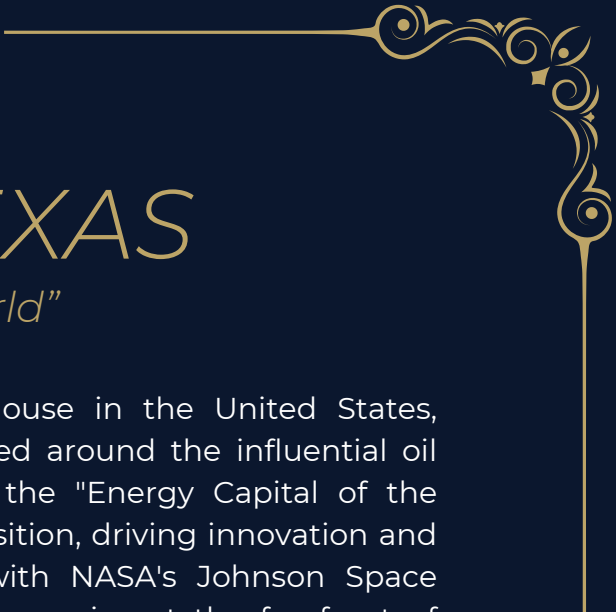 XAS
rld”
ouse in the United States,
ed around the influential oil
the "Energy Capital of the
sition, driving innovation and
with NASA's Johnson Space